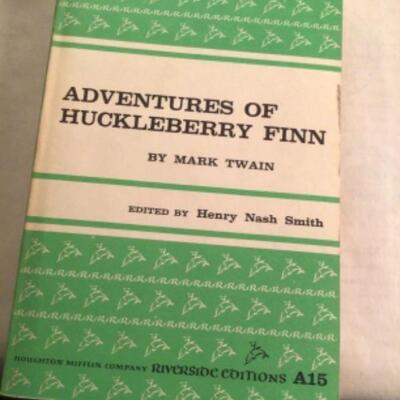 ADVENTURES OF
HUCKLEBERRY FINN
BY MARK TWAIN
EDITED BY Henry Nash Smith
HOUGHTON MIFFLIN COMPANY RIVERSIDE EDITIONS A15